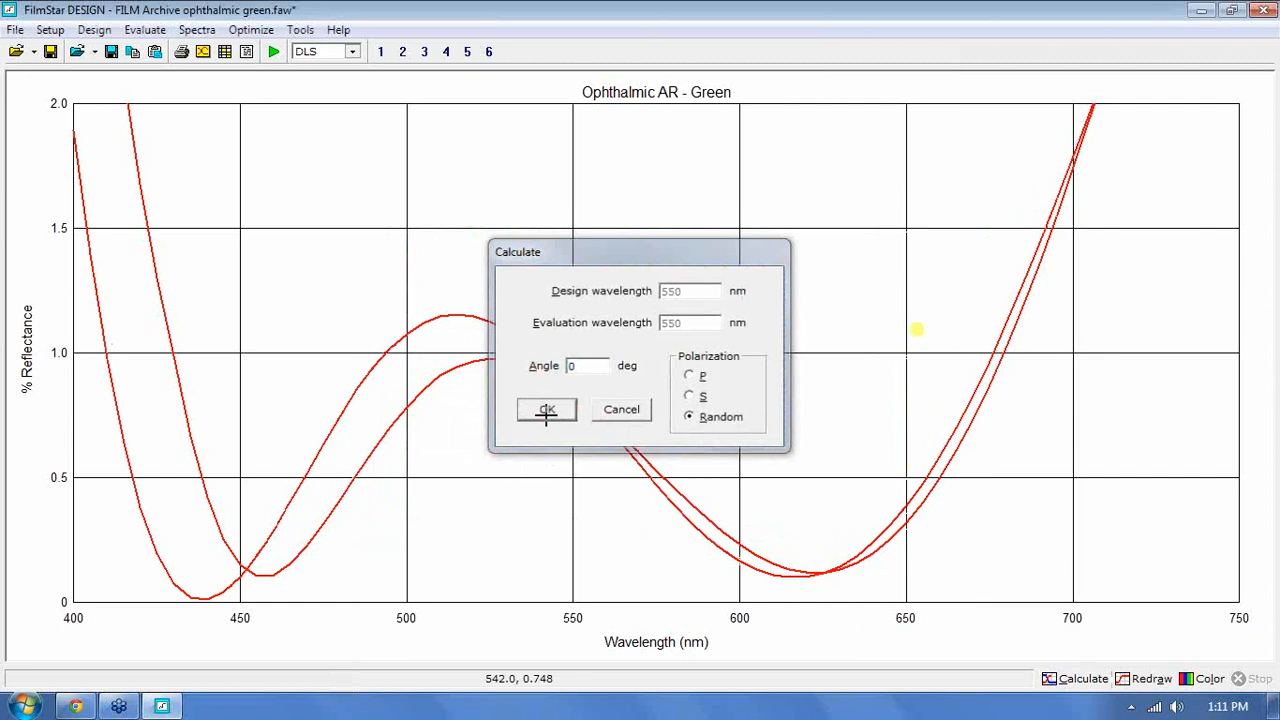 FilmStar DESIGN - FILM Archive ophthalmic green.faw*
File Setup Design Evaluate Spectra Optimize Tools Help
DLS 1 2 3 4 5 6
Ophthalmic AR - Green
2.0
1.5
1.0
0.5
0
% Reflectance
Calculate
Design wavelength 550 nm
Evaluation wavelength 550 nm
Angle 0 deg
Polarization
P
S
Random
OK Cancel
400 450 500 550 600 650 700 750
Wavelength (nm)
542.0, 0.748
Calculate Redraw Color Stop
1:11 PM